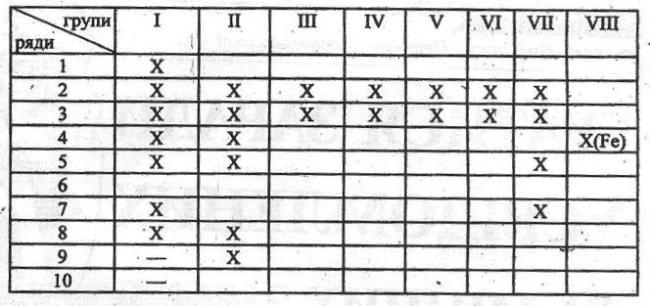 групи I II III IV V VI VII VIII
ряди
1 X
2 X X X X X X X
3 X X X X X X X
4 X X X(Fe)
5 X X X
6
7 X X
8 X X
9 — X
10 —